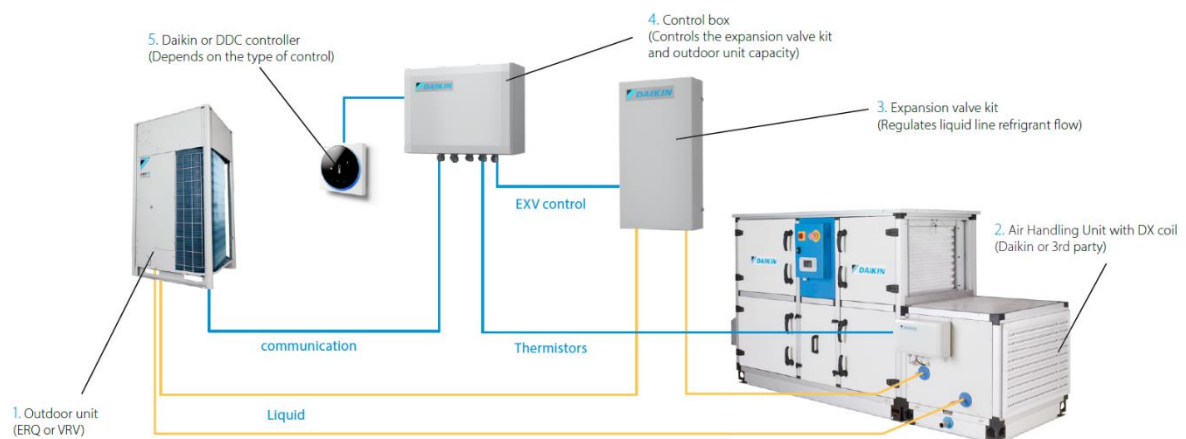 4. Control box
(Controls the expansion valve kit
and outdoor unit capacity)
5. Daikin or DDC controller
(Depends on the type of control)
DAIKIN
DAIKIN
3. Expansion valve kit
(Regulates liquid line refrigrant flow)
EXV control
2. Air Handling Unit with DX coil
(Daikin or 3rd party)
DAIKIN
DAIKIN
DAIKIN
communication
Thermistors
Liquid
1. Outdoor unit
(ERQ or VRV)